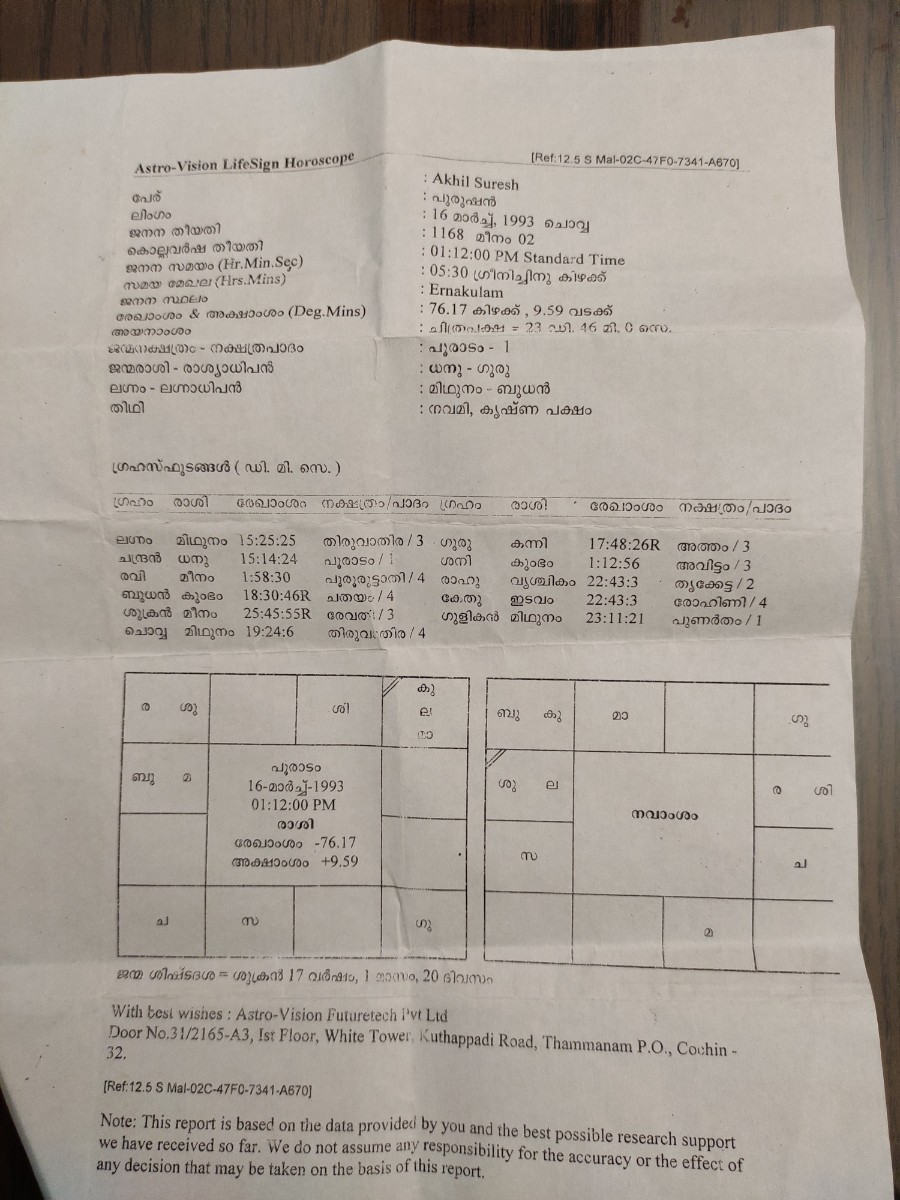 Astro-Vision LifeSign Horoscope [Ref:12.5 S Mal-02C-47F0-7341-A670]
പേര് : Akhil Suresh
ലിംഗം : പുരുഷൻ
ജനന തീയതി : 16 മാർച്ച്, 1993 ചൊവ്വ
കൊല്ലവർഷ തീയതി : 1168 മീനം 02
ജനന സമയം (Hr.Min.Sec) : 01:12:00 PM Standard Time
സമയ മേഖല (Hrs.Mins) : 05:30 ഗ്രീനിച്ചിനു കിഴക്ക്
ജനന സ്ഥലം : Ernakulam
രേഖാംശം & അക്ഷാംശം (Deg.Mins) : 76.17 കിഴക്ക് , 9.59 വടക്ക്
അയനാംശം : ചിത്രപക്ഷ = 23 ഡി. 46 മി. 0 സെ.
ജന്മനക്ഷത്രം - നക്ഷത്രപാദം : പൂരാടം - 1
ജന്മരാശി - രാശ്യാധിപൻ : ധനു - ഗുരു
ലഗ്നം - ലഗ്നാധിപൻ : മിഥുനം - ബുധൻ
തിഥി : നവമി, കൃഷ്ണ പക്ഷം
ഗ്രഹസ്ഫുടങ്ങൾ ( ഡി. മി. സെ. )
ഗ്രഹം രാശി രേഖാംശം നക്ഷത്രം/പാദം ഗ്രഹം രാശി രേഖാംശം നക്ഷത്രം/പാദം
ലഗ്നം മിഥുനം 15:25:25 തിരുവാതിര / 3 ഗുരു കന്നി 17:48:26R അത്തം / 3
ചന്ദ്രൻ ധനു 15:14:24 പൂരാടം / 1 ശനി കുംഭം 1:12:56 അവിട്ടം / 3
രവി മീനം 1:58:30 പൂരുരുട്ടാതി / 4 രാഹു വൃശ്ചികം 22:43:3 തൃക്കേട്ട / 2
ബുധൻ കുംഭം 18:30:46R ചതയം / 4 കേതു ഇടവം 22:43:3 രോഹിണി / 4
ശുക്രൻ മീനം 25:45:55R രേവതി / 3 ഗുളികൻ മിഥുനം 23:11:21 പുണർതം / 1
ചൊവ്വ മിഥുനം 19:24:6 തിരുവാതിര / 4
ര ശു ശി കു
ല
മാ
ബു മ
പൂരാടം
16-മാർച്ച്-1993
01:12:00 PM
രാശി
രേഖാംശം -76.17
അക്ഷാംശം +9.59
ച സ ഗു
ബു കു മാ ഗു
ശു ല ര ശി
നവാംശം
സ ച
മ
ജന്മ ശിഷ്ടദശ = ശുക്രൻ 17 വർഷം, 1 മാസം, 20 ദിവസം
With best wishes : Astro-Vision Futuretech Pvt Ltd
Door No.31/2165-A3, Ist Floor, White Tower, Kuthappadi Road, Thammanam P.O., Cochin -
32.
[Ref:12.5 S Mal-02C-47F0-7341-A670]
Note: This report is based on the data provided by you and the best possible research support
we have received so far. We do not assume any responsibility for the accuracy or the effect of
any decision that may be taken on the basis of this report.